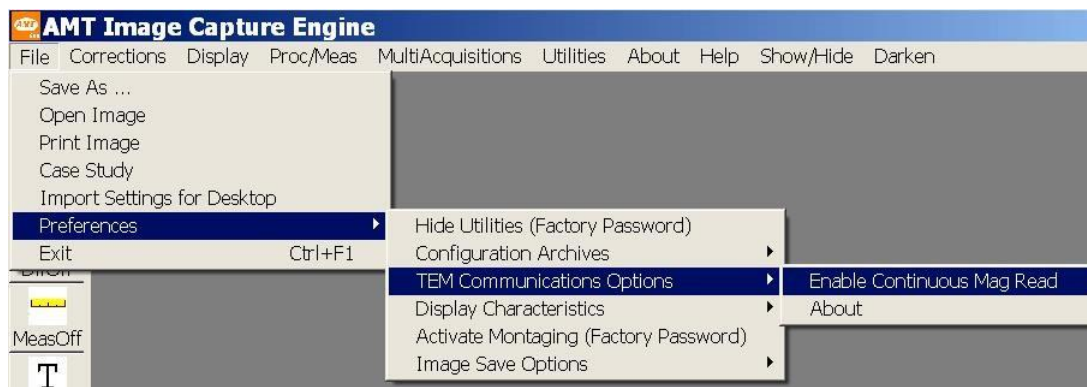 AMT Image Capture Engine
File Corrections Display Proc/Meas MultiAcquisitions Utilities About Help Show/Hide Darken
Save As ...
Open Image
Print Image
Case Study
Import Settings for Desktop
Preferences
Exit Ctrl+F1
Hide Utilities (Factory Password)
Configuration Archives
TEM Communications Options
Display Characteristics
Activate Montaging (Factory Password)
Image Save Options
Enable Continuous Mag Read
About
MeasOff
T